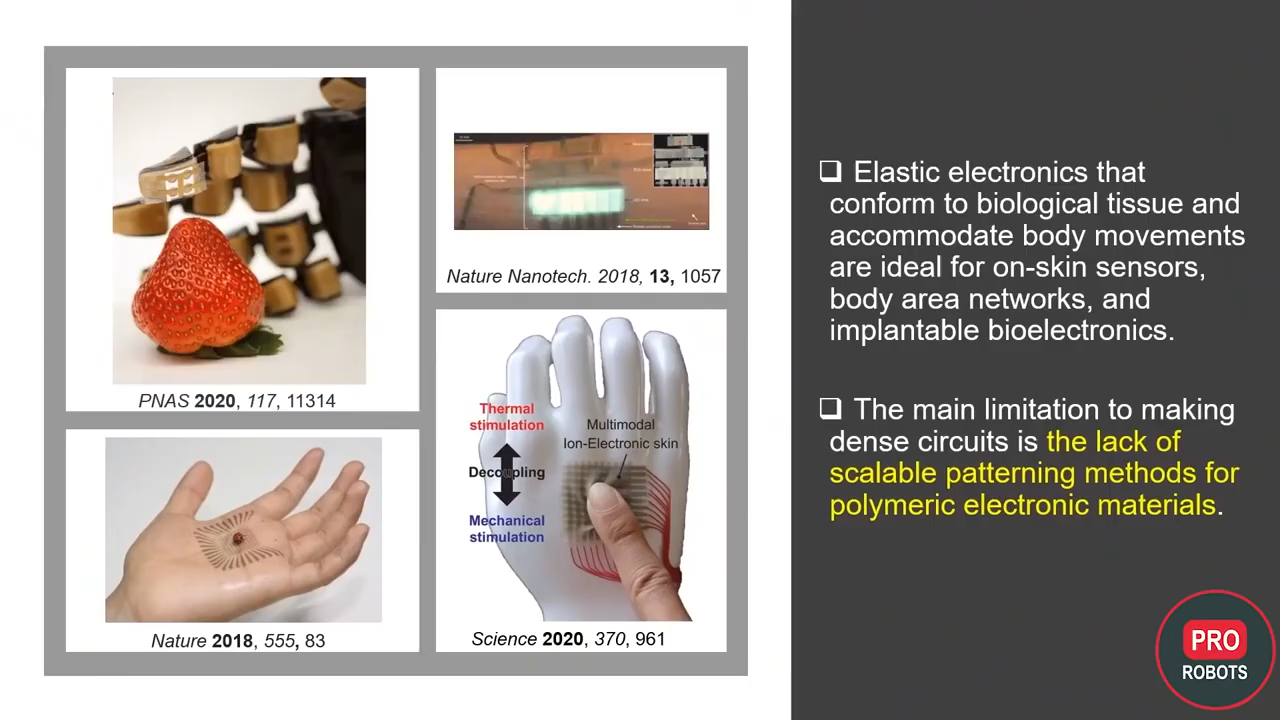 PNAS 2020, 117, 11314
Nature Nanotech. 2018, 13, 1057
Nature 2018, 555, 83
Thermal
stimulation
Decoupling
Mechanical
stimulation
Multimodal
Ion-Electronic skin
Science 2020, 370, 961
❑ Elastic electronics that
conform to biological tissue and
accommodate body movements
are ideal for on-skin sensors,
body area networks, and
implantable bioelectronics.
❑ The main limitation to making
dense circuits is the lack of
scalable patterning methods for
polymeric electronic materials.
PRO
ROBOTS